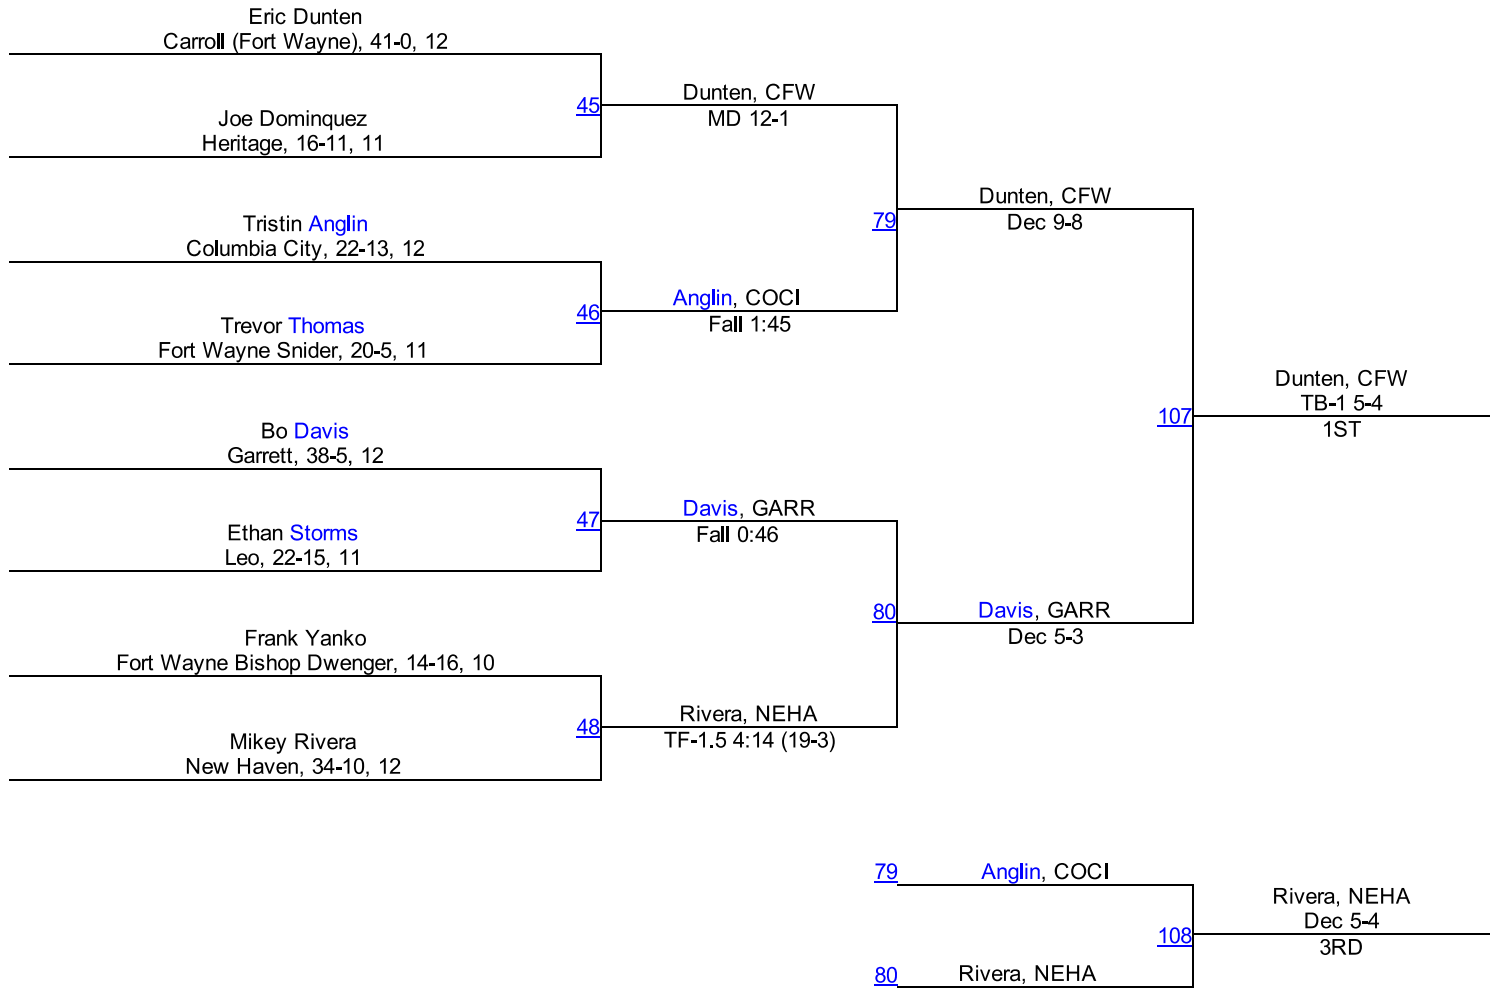 Eric Dunten
Carroll (Fort Wayne), 41-0, 12
45
Joe Dominquez
Heritage, 16-11, 11
Dunten, CFW
MD 12-1
Tristin Anglin
Columbia City, 22-13, 12
46
Trevor Thomas
Fort Wayne Snider, 20-5, 11
Anglin, COCI
Fall 1:45
79
Dunten, CFW
Dec 9-8
Bo Davis
Garrett, 38-5, 12
47
Ethan Storms
Leo, 22-15, 11
Davis, GARR
Fall 0:46
Frank Yanko
Fort Wayne Bishop Dwenger, 14-16, 10
48
Mikey Rivera
New Haven, 34-10, 12
Rivera, NEHA
TF-1.5 4:14 (19-3)
80
Davis, GARR
Dec 5-3
107
Dunten, CFW
TB-1 5-4
1ST
79
Anglin, COCI
108
80
Rivera, NEHA
Rivera, NEHA
Dec 5-4
3RD